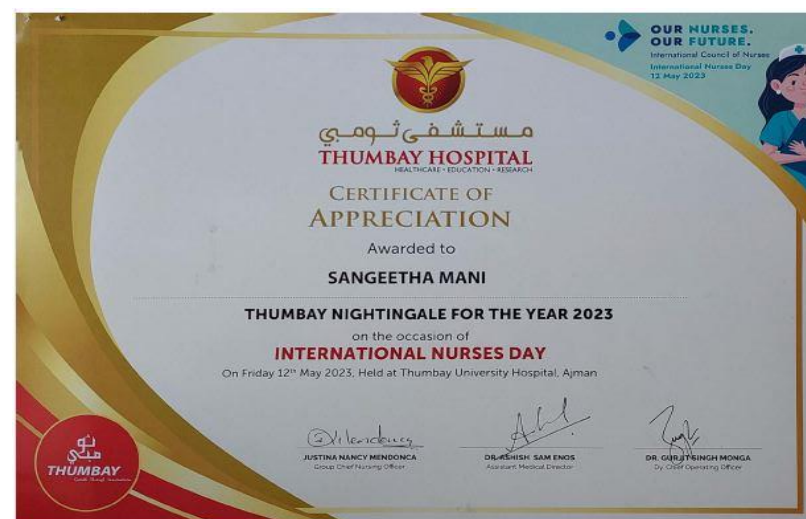 OUR NURSES.
OUR FUTURE.
International Council of Nurses
International Nurses Day
12 May 2023
مستشفى ثومبي
THUMBAY HOSPITAL
HEALTHCARE - EDUCATION - RESEARCH
CERTIFICATE OF
APPRECIATION
Awarded to
SANGEETHA MANI
THUMBAY NIGHTINGALE FOR THE YEAR 2023
on the occasion of
INTERNATIONAL NURSES DAY
On Friday 12th May 2023, Held at Thumbay University Hospital, Ajman
JUSTINA NANCY MENDONCA
Group Chief Nursing Officer
DR. ASHISH SAM ENOS
Assistant Medical Director
DR. GURJIT SINGH MONGA
Dy. Chief Operating Officer
ثومبي
THUMBAY